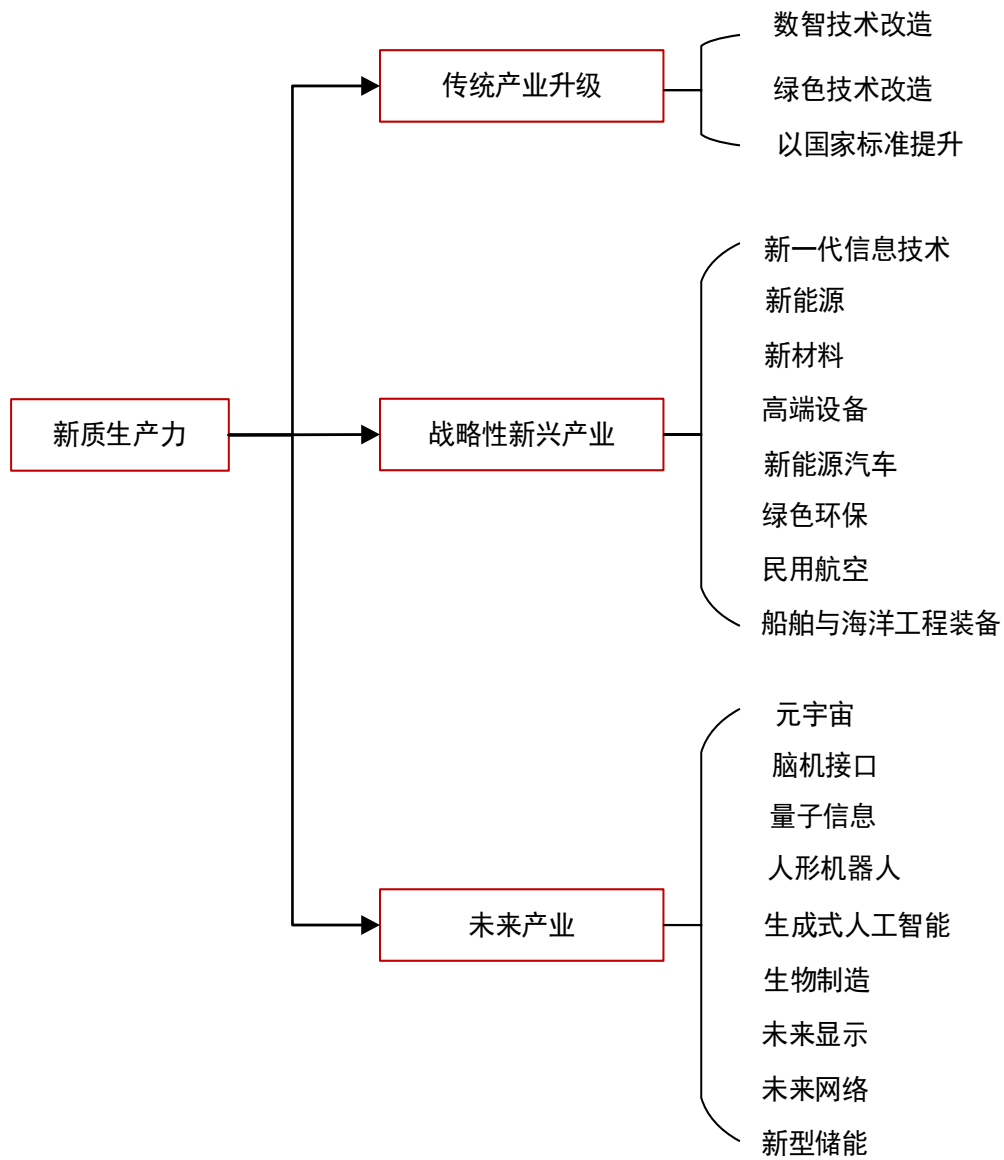 新质生产力
传统产业升级
数智技术改造
绿色技术改造
以国家标准提升
战略性新兴产业
新一代信息技术
新能源
新材料
高端设备
新能源汽车
绿色环保
民用航空
船舶与海洋工程装备
未来产业
元宇宙
脑机接口
量子信息
人形机器人
生成式人工智能
生物制造
未来显示
未来网络
新型储能